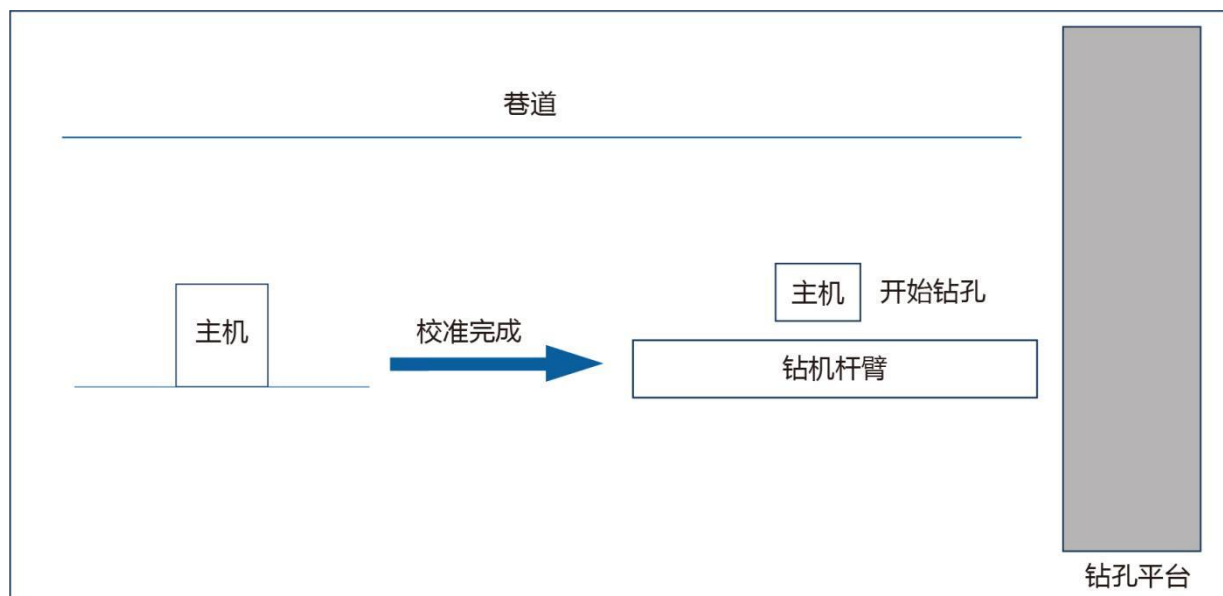 巷道
主机
校准完成
主机
开始钻孔
钻机杆臂
钻孔平台